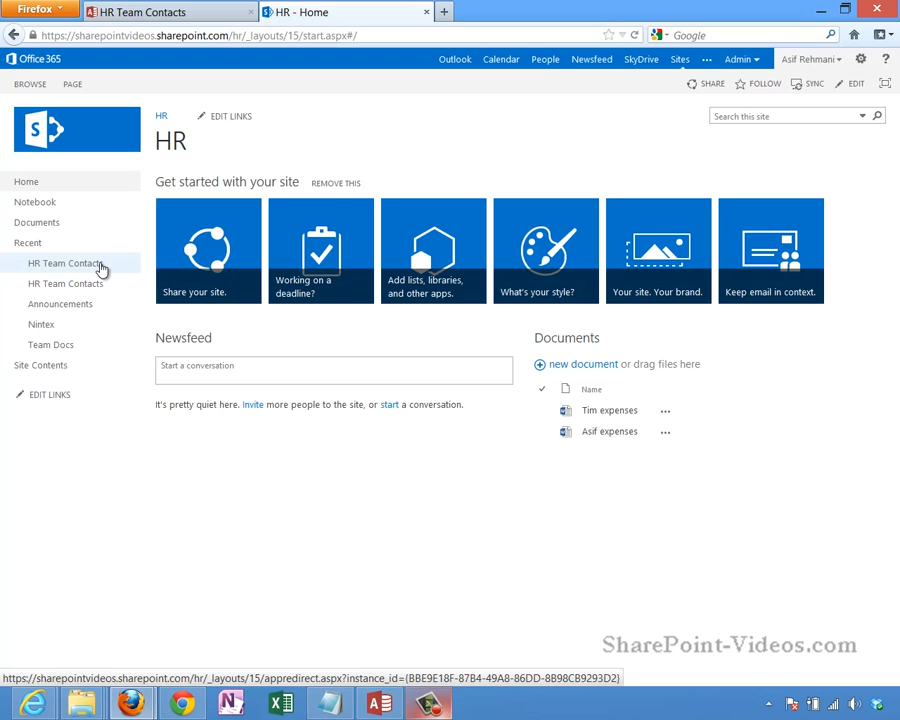 Firefox
HR Team Contacts
HR - Home
https://sharepointvideos.sharepoint.com/hr/_layouts/15/start.aspx#/
Google
Office 365
Outlook Calendar People Newsfeed SkyDrive Sites ... Admin Asif Rehmani ?
BROWSE PAGE
SHARE FOLLOW SYNC EDIT
HR EDIT LINKS
Search this site
HR
Home
Notebook
Documents
Recent
HR Team Contacts
HR Team Contacts
Announcements
Nintex
Team Docs
Site Contents
EDIT LINKS
Get started with your site REMOVE THIS
Share your site.
Working on a
deadline?
Add lists, libraries,
and other apps.
What's your style?
Your site. Your brand.
Keep email in context.
Newsfeed
Start a conversation
It's pretty quiet here. Invite more people to the site, or start a conversation.
Documents
new document or drag files here
Name
Tim expenses ...
Asif expenses ...
SharePoint-Videos.com
https://sharepointvideos.sharepoint.com/hr/_layouts/15/appredirect.aspx?instance_id={BBE9E18F-87B4-49A8-86DD-8B98CB9293D2}